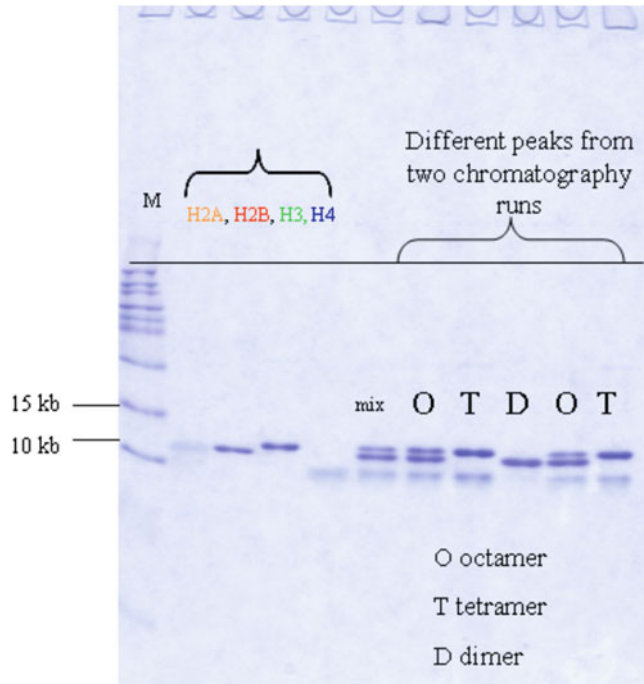 Different peaks from
two chromatography
runs
M
H2A, H2B, H3, H4
15 kb
mix O T D O T
10 kb
O octamer
T tetramer
D dimer